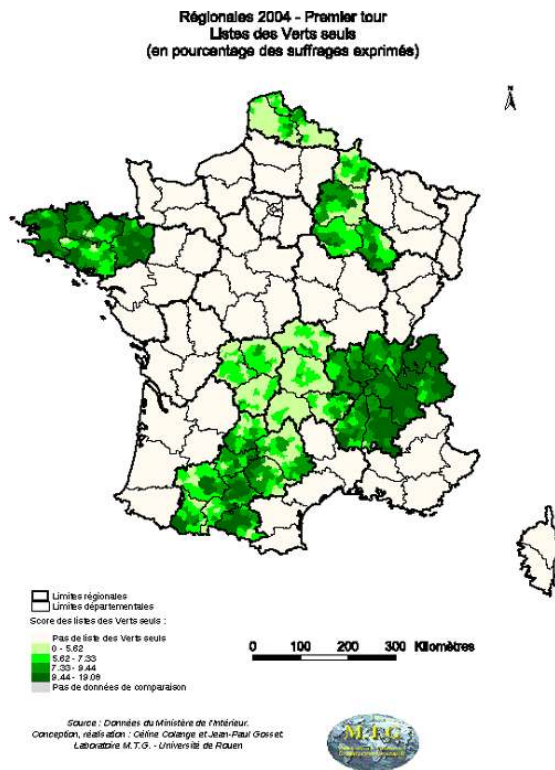 Régionales 2004 - Premier tour
Listes des Verts seuls
(en pourcentage des suffrages exprimés)
N
Limites régionales
Limites départementales
Score des listes des Verts seuls :
Pas de liste des Verts seuls
0 - 5.62
5.62 - 7.33
7.33 - 9.44
9.44 - 19.06
Pas de données de comparaison
0 100 200 300 Kilomètres
Source : Données du Ministère de l'Intérieur.
Conception, réalisation : Céline Colange et Jean-Paul Gosset.
Laboratoire M.T.G. - Université de Rouen
M.T.G.